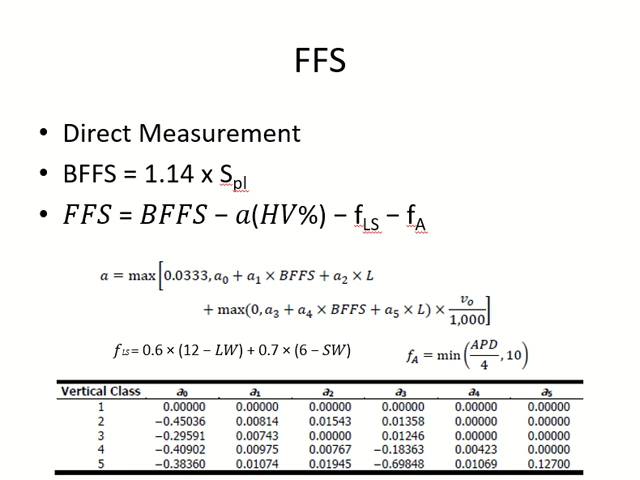 FFS
• Direct Measurement
• BFFS = 1.14 x Spl
• FFS = BFFS − a(HV%) − fLS − fA
a = max[0.0333, a0 + a1 × BFFS + a2 × L
+ max(0, a3 + a4 × BFFS + a5 × L) × vo/1,000]
fLS = 0.6 × (12 − LW) + 0.7 × (6 − SW)
fA = min(APD/4, 10)
Vertical Class a0 a1 a2 a3 a4 a5
1 0.00000 0.00000 0.00000 0.00000 0.00000 0.00000
2 −0.45036 0.00814 0.01543 0.01358 0.00000 0.00000
3 −0.29591 0.00743 0.00000 0.01246 0.00000 0.00000
4 −0.40902 0.00975 0.00767 −0.18363 0.00423 0.00000
5 −0.38360 0.01074 0.01945 −0.69848 0.01069 0.12700